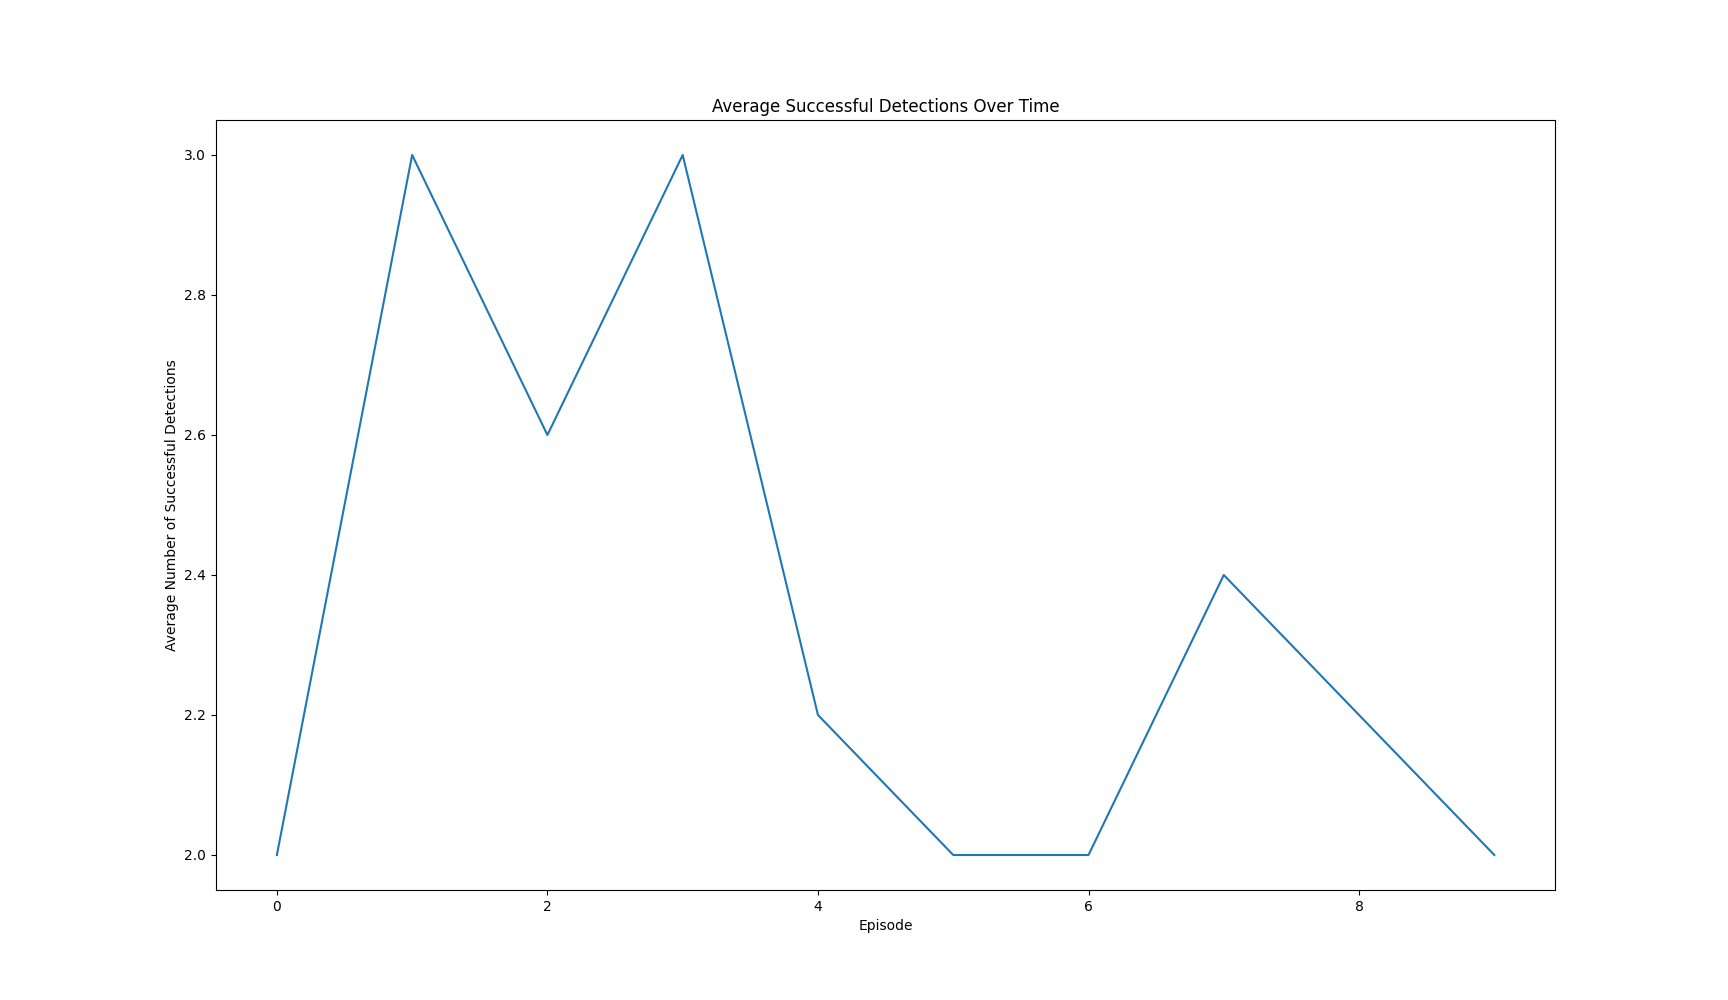 Average Successful Detections Over Time
Average Number of Successful Detections
3.0
2.8
2.6
2.4
2.2
2.0
0 2 4 6 8
Episode